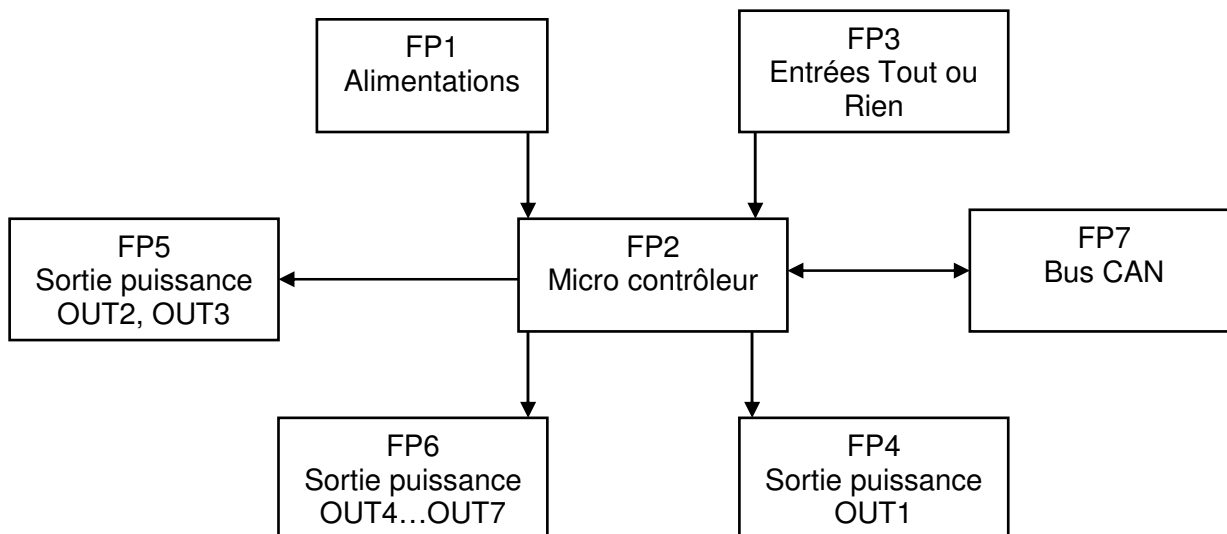 FP1
Alimentations
FP3
Entrées Tout ou
Rien
FP5
Sortie puissance
OUT2, OUT3
FP2
Micro contrôleur
FP7
Bus CAN
FP6
Sortie puissance
OUT4…OUT7
FP4
Sortie puissance
OUT1